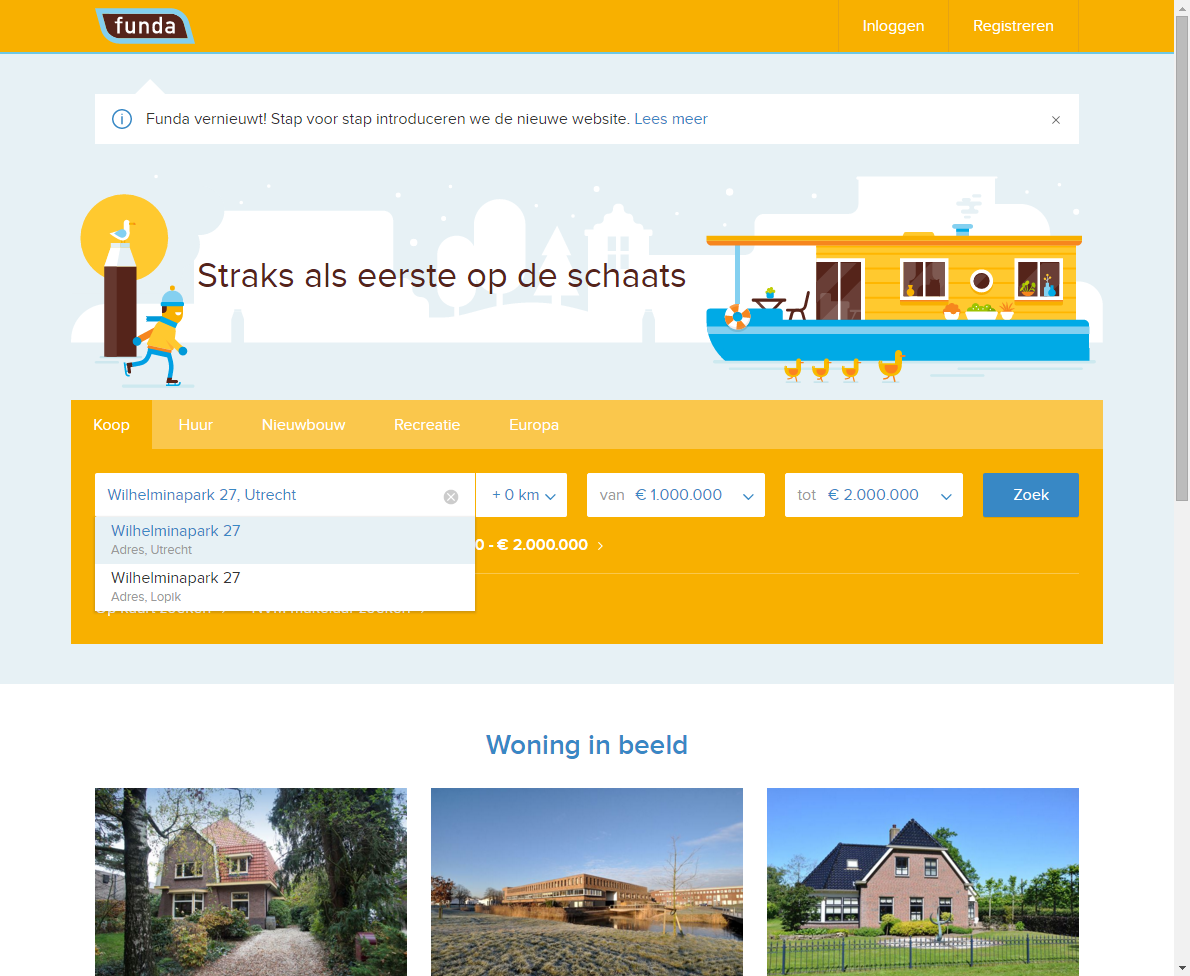 funda
Inloggen
Registreren
Funda vernieuwt! Stap voor stap introduceren we de nieuwe website. Lees meer
Straks als eerste op de schaats
Koop
Huur
Nieuwbouw
Recreatie
Europa
Wilhelminapark 27, Utrecht
+ 0 km
van € 1.000.000
tot € 2.000.000
Zoek
Wilhelminapark 27
Adres, Utrecht
0 - € 2.000.000
Wilhelminapark 27
Adres, Lopik
Woning in beeld